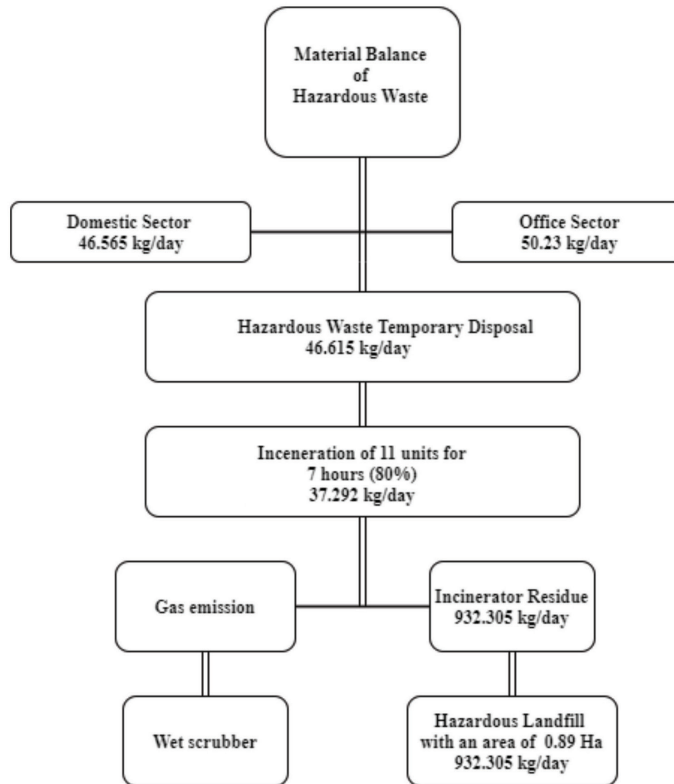 Material Balance
of
Hazardous Waste
Domestic Sector
46.565 kg/day
Office Sector
50.23 kg/day
Hazardous Waste Temporary Disposal
46.615 kg/day
Inceneration of 11 units for
7 hours (80%)
37.292 kg/day
Gas emission
Incinerator Residue
932.305 kg/day
Wet scrubber
Hazardous Landfill
with an area of 0.89 Ha
932.305 kg/day